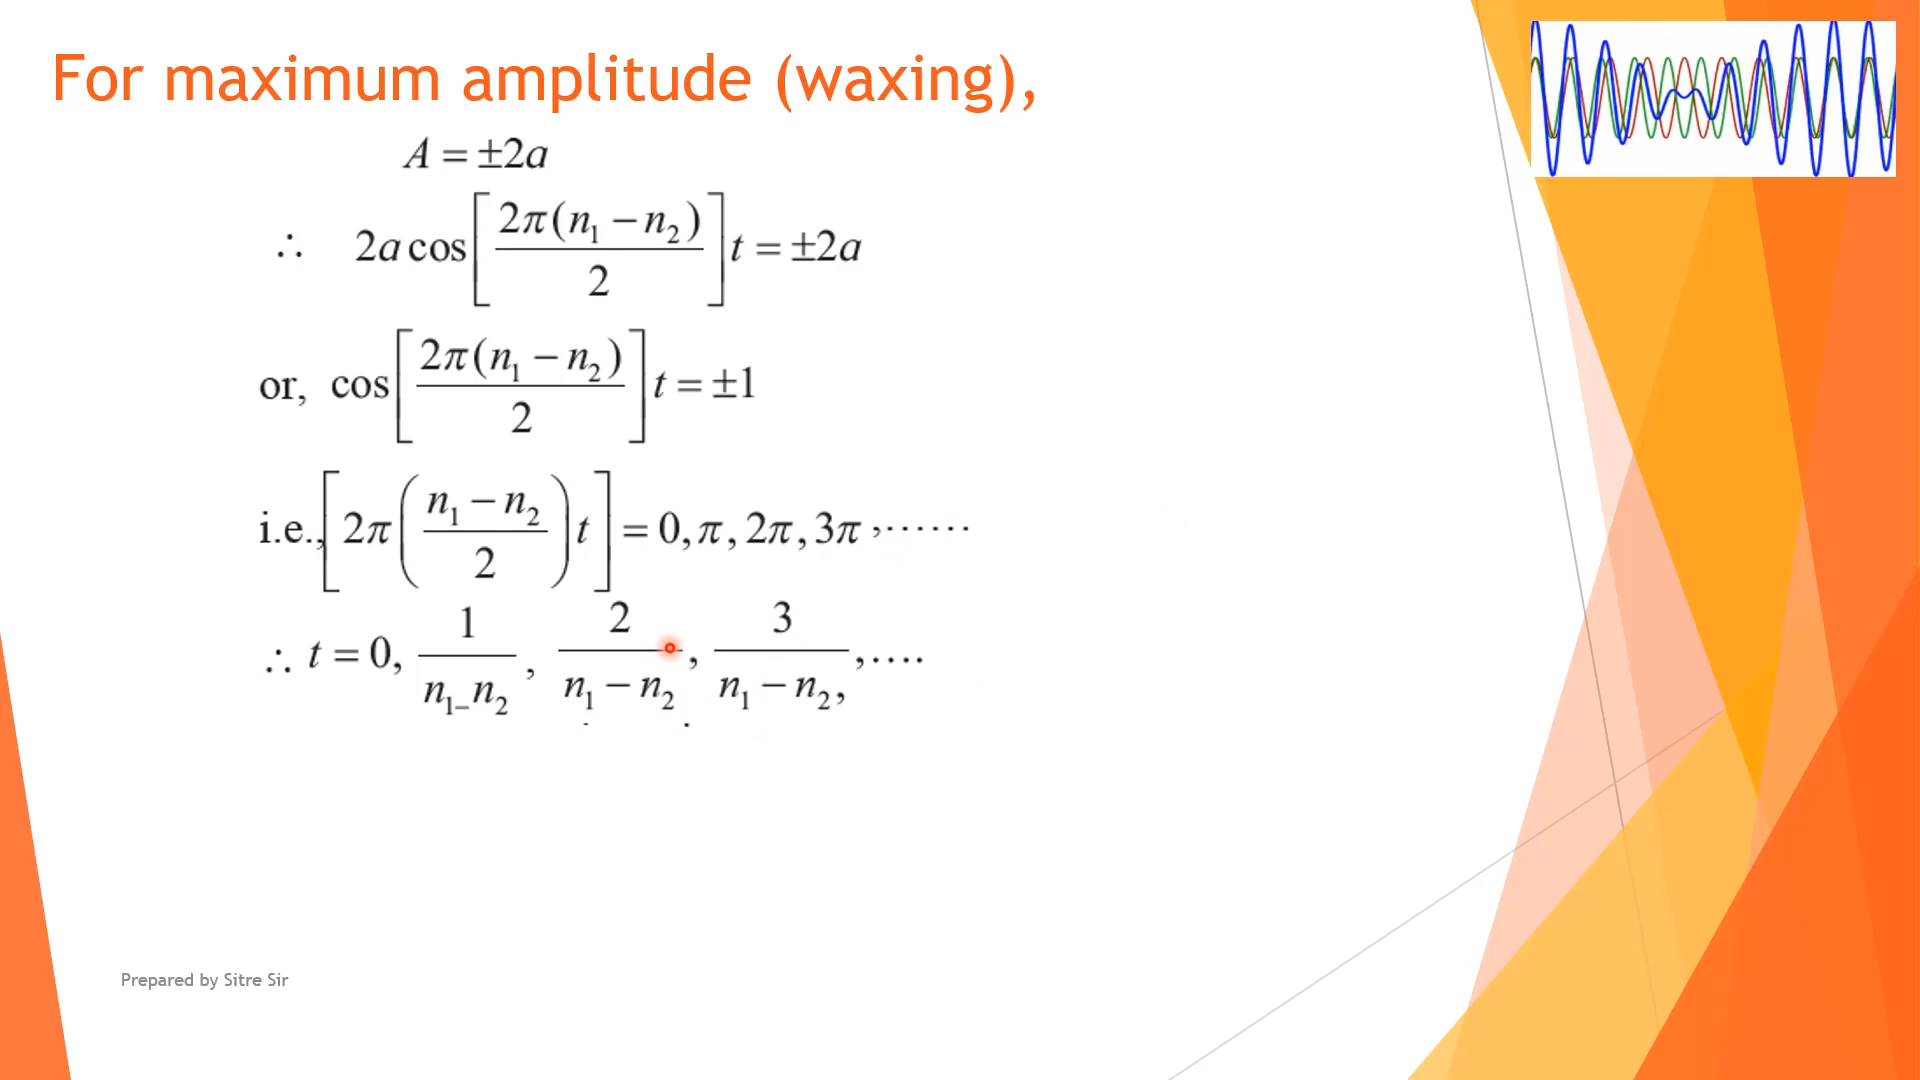 For maximum amplitude (waxing),
A = ±2a
∴ 2a cos[2π(n₁ − n₂)/2]t = ±2a
or, cos[2π(n₁ − n₂)/2]t = ±1
i.e.,[2π((n₁ − n₂)/2)t] = 0, π, 2π, 3π ,......
∴ t = 0, 1/(n₁₋n₂) , 2/(n₁ − n₂) , 3/(n₁ − n₂,) ,....
Prepared by Sitre Sir